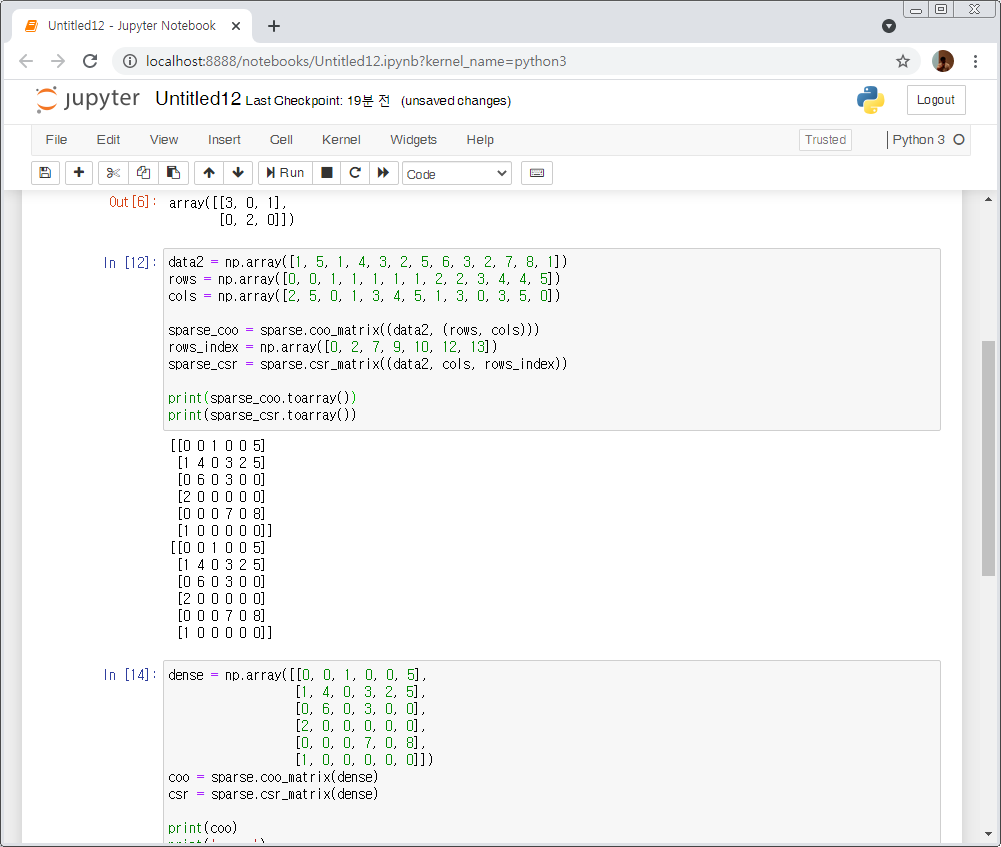 Untitled12 - Jupyter Notebook
localhost:8888/notebooks/Untitled12.ipynb?kernel_name=python3
jupyter Untitled12 Last Checkpoint: 19분 전 (unsaved changes) Logout
File Edit View Insert Cell Kernel Widgets Help Trusted Python 3
Run Code
Out[6]: array([[3, 0, 1],
[0, 2, 0]])
In [12]: data2 = np.array([1, 5, 1, 4, 3, 2, 5, 6, 3, 2, 7, 8, 1])
rows = np.array([0, 0, 1, 1, 1, 1, 1, 2, 2, 3, 4, 4, 5])
cols = np.array([2, 5, 0, 1, 3, 4, 5, 1, 3, 0, 3, 5, 0])
sparse_coo = sparse.coo_matrix((data2, (rows, cols)))
rows_index = np.array([0, 2, 7, 9, 10, 12, 13])
sparse_csr = sparse.csr_matrix((data2, cols, rows_index))
print(sparse_coo.toarray())
print(sparse_csr.toarray())
[[0 0 1 0 0 5]
[1 4 0 3 2 5]
[0 6 0 3 0 0]
[2 0 0 0 0 0]
[0 0 0 7 0 8]
[1 0 0 0 0 0]]
[[0 0 1 0 0 5]
[1 4 0 3 2 5]
[0 6 0 3 0 0]
[2 0 0 0 0 0]
[0 0 0 7 0 8]
[1 0 0 0 0 0]]
In [14]: dense = np.array([[0, 0, 1, 0, 0, 5],
[1, 4, 0, 3, 2, 5],
[0, 6, 0, 3, 0, 0],
[2, 0, 0, 0, 0, 0],
[0, 0, 0, 7, 0, 8],
[1, 0, 0, 0, 0, 0]])
coo = sparse.coo_matrix(dense)
csr = sparse.csr_matrix(dense)
print(coo)